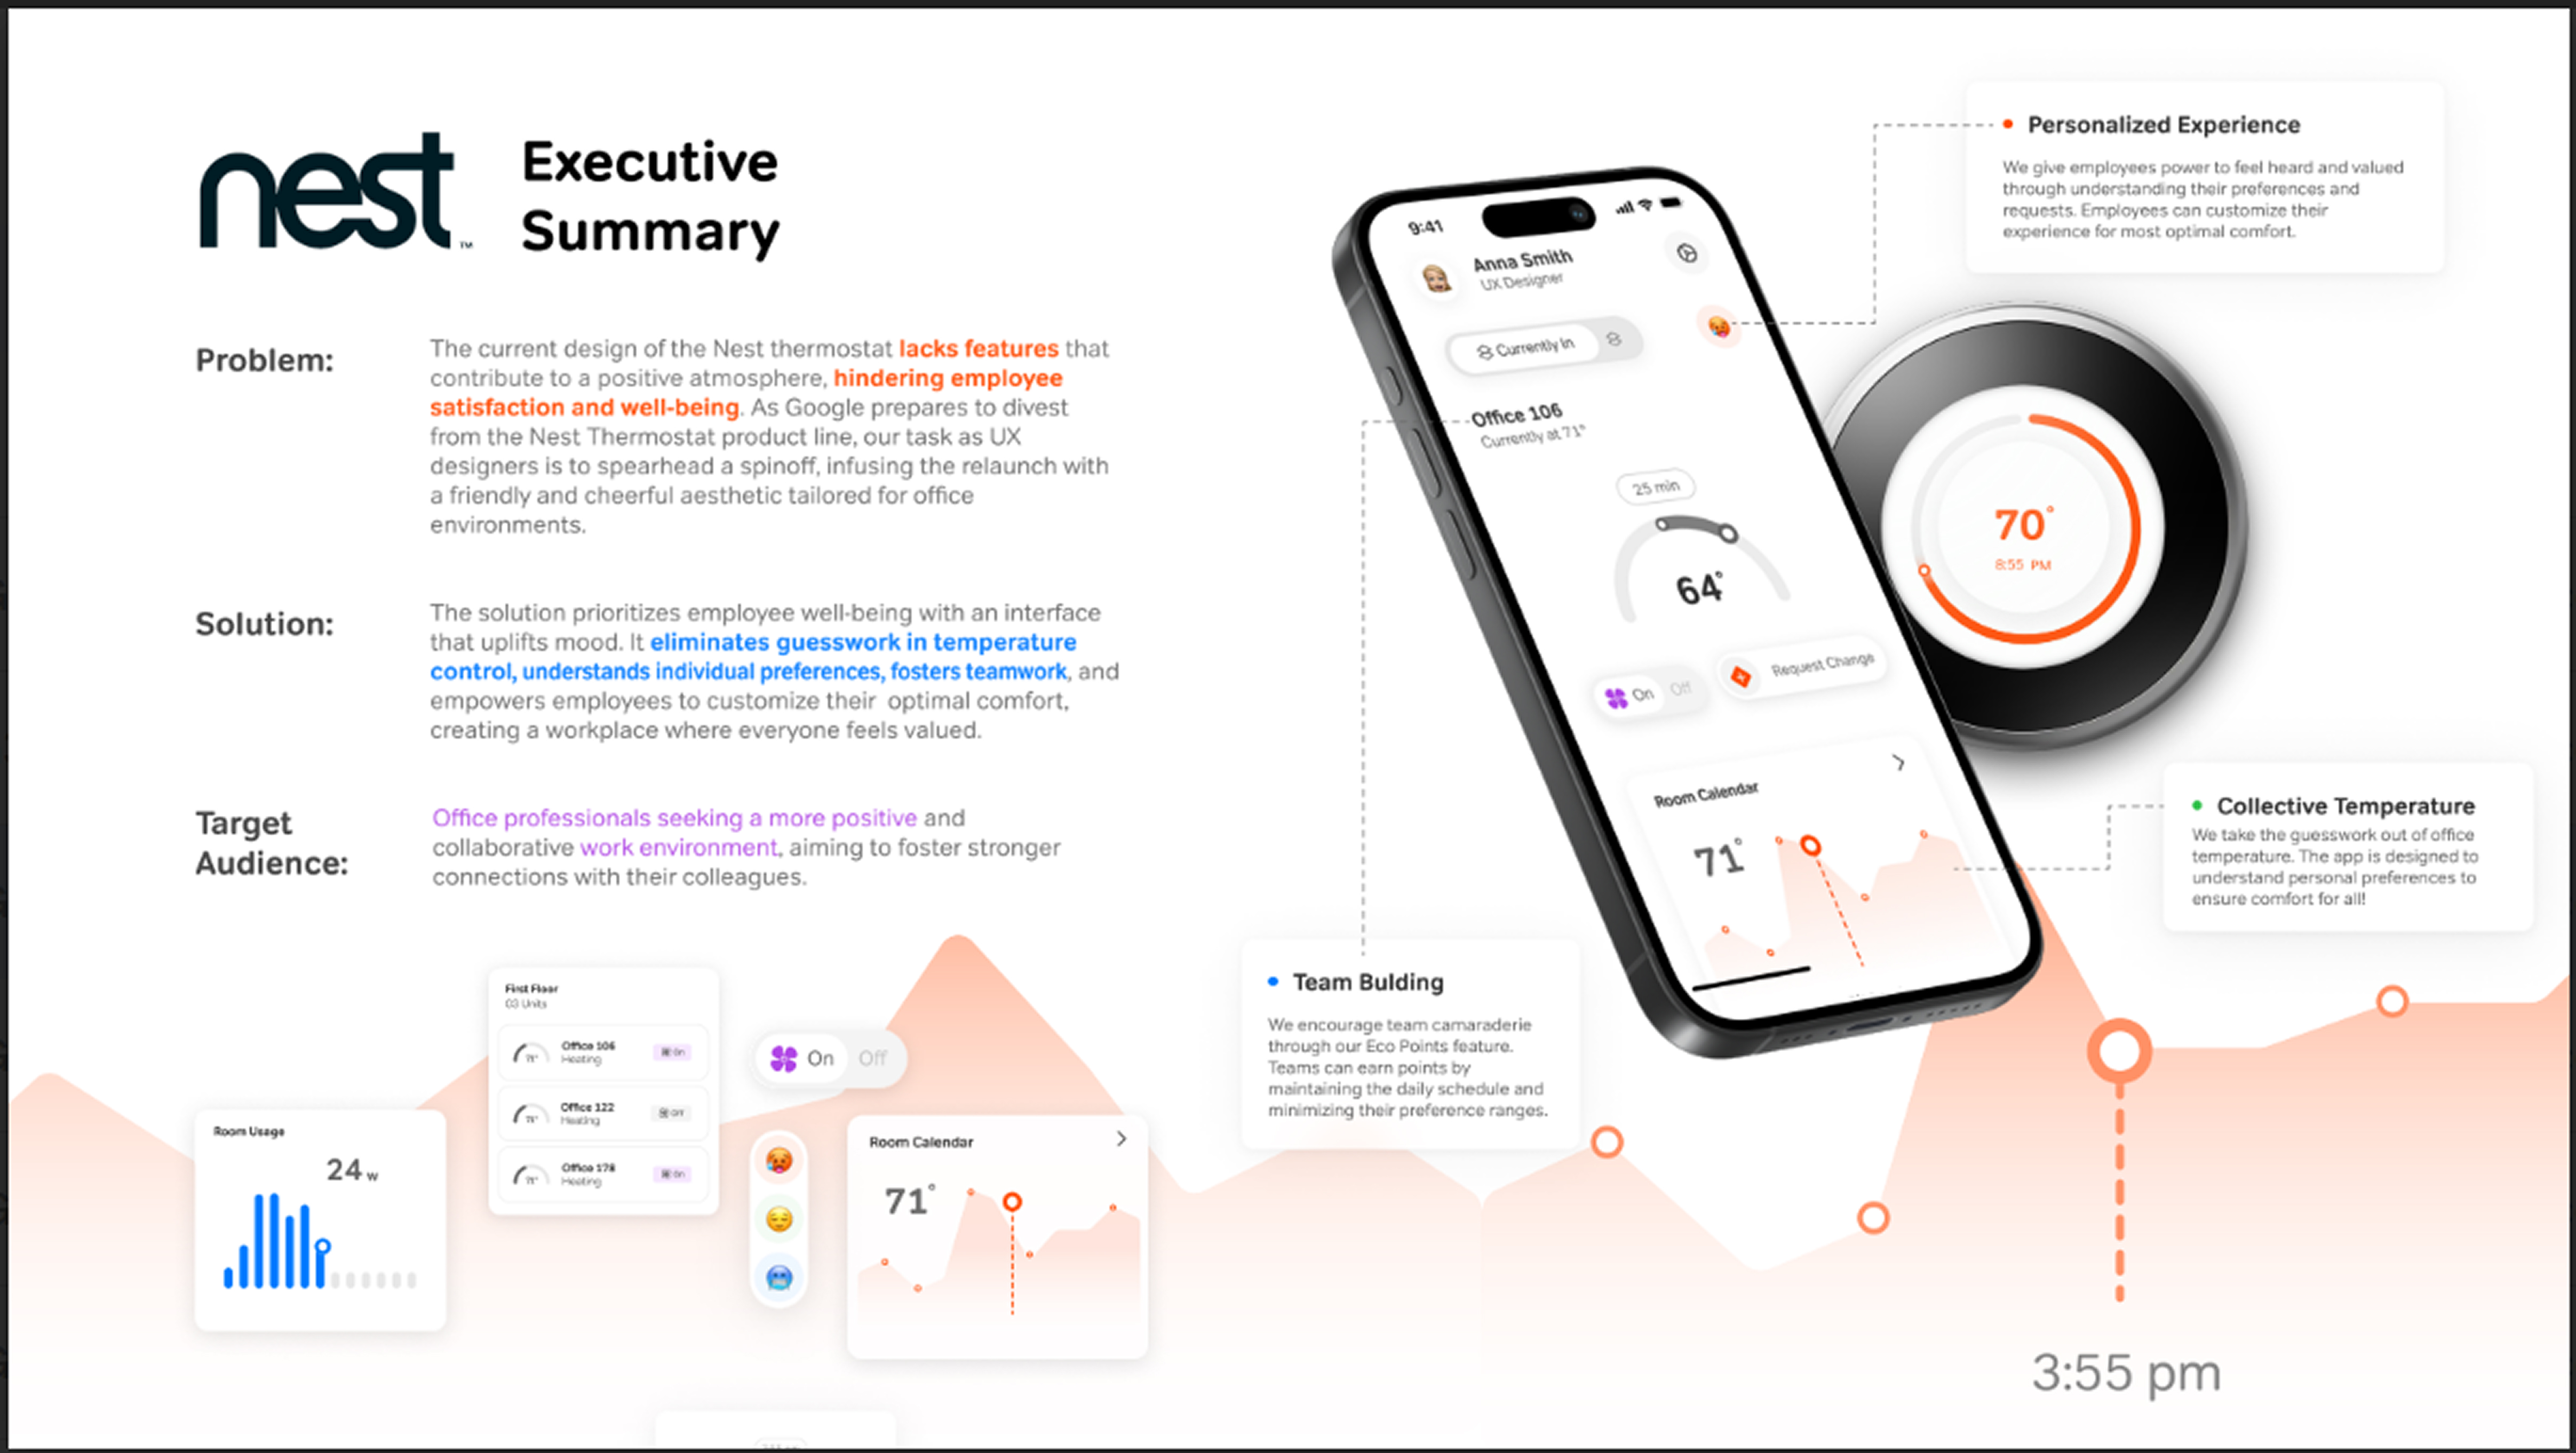 nest™
Executive
Summary
Problem:
The current design of the Nest thermostat lacks features that
contribute to a positive atmosphere, hindering employee
satisfaction and well-being. As Google prepares to divest
from the Nest Thermostat product line, our task as UX
designers is to spearhead a spinoff, infusing the relaunch with
a friendly and cheerful aesthetic tailored for office
environments.
Solution:
The solution prioritizes employee well-being with an interface
that uplifts mood. It eliminates guesswork in temperature
control, understands individual preferences, fosters teamwork, and
empowers employees to customize their optimal comfort,
creating a workplace where everyone feels valued.
Target
Audience:
Office professionals seeking a more positive and
collaborative work environment, aiming to foster stronger
connections with their colleagues.
Room Usage
24 w
First Floor
03 Units
Office 106
Heating
71°
On
Office 122
Heating
71°
Off
Office 178
Heating
71°
On
On Off
Room Calendar
71°
9:41
Anna Smith
UX Designer
Currently In
Office 106
Currently at 71°
25 min
64°
On Off
Request Change
Room Calendar
71°
70°
8:55 PM
Personalized Experience
We give employees power to feel heard and valued
through understanding their preferences and
requests. Employees can customize their
experience for most optimal comfort.
Collective Temperature
We take the guesswork out of office
temperature. The app is designed to
understand personal preferences to
ensure comfort for all!
Team Bulding
We encourage team camaraderie
through our Eco Points feature.
Teams can earn points by
maintaining the daily schedule and
minimizing their preference ranges.
3:55 pm